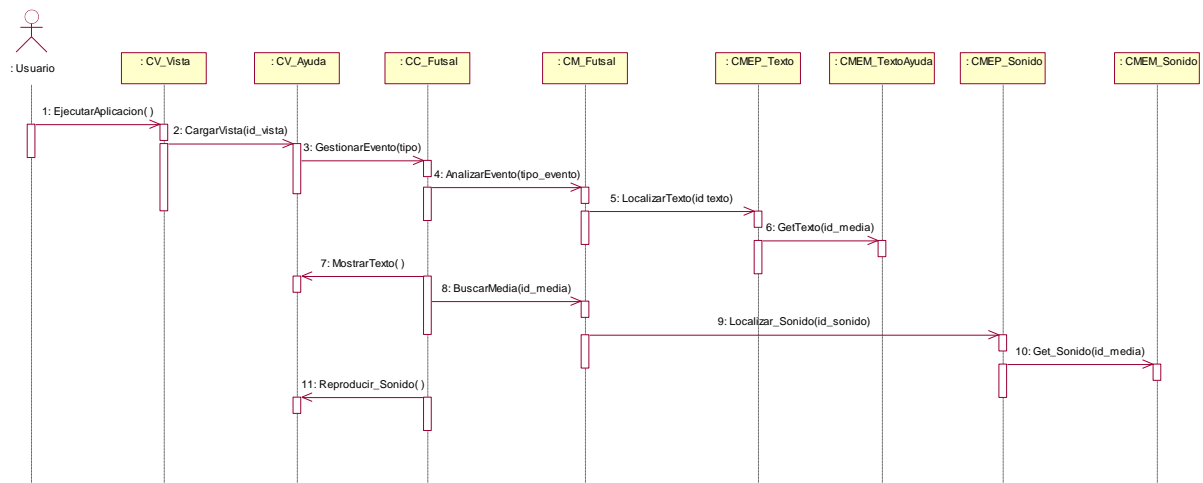 : Usuario
: CV_Vista
: CV_Ayuda
: CC_Futsal
: CM_Futsal
: CMEP_Texto
: CMEM_TextoAyuda
: CMEP_Sonido
: CMEM_Sonido
1: EjecutarAplicacion( )
2: CargarVista(id_vista)
3: GestionarEvento(tipo)
4: AnalizarEvento(tipo_evento)
5: LocalizarTexto(id texto)
6: GetTexto(id_media)
7: MostrarTexto( )
8: BuscarMedia(id_media)
9: Localizar_Sonido(id_sonido)
10: Get_Sonido(id_media)
11: Reproducir_Sonido( )